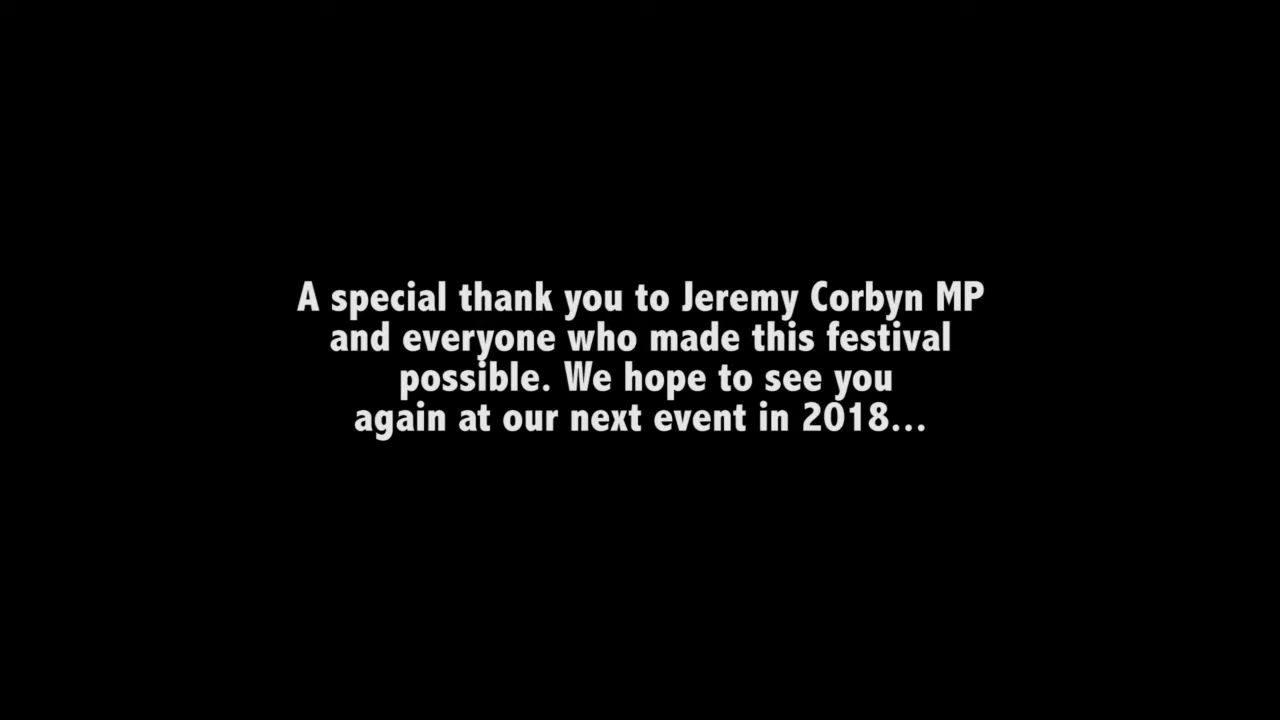 A special thank you to Jeremy Corbyn MP
and everyone who made this festival
possible. We hope to see you
again at our next event in 2018...